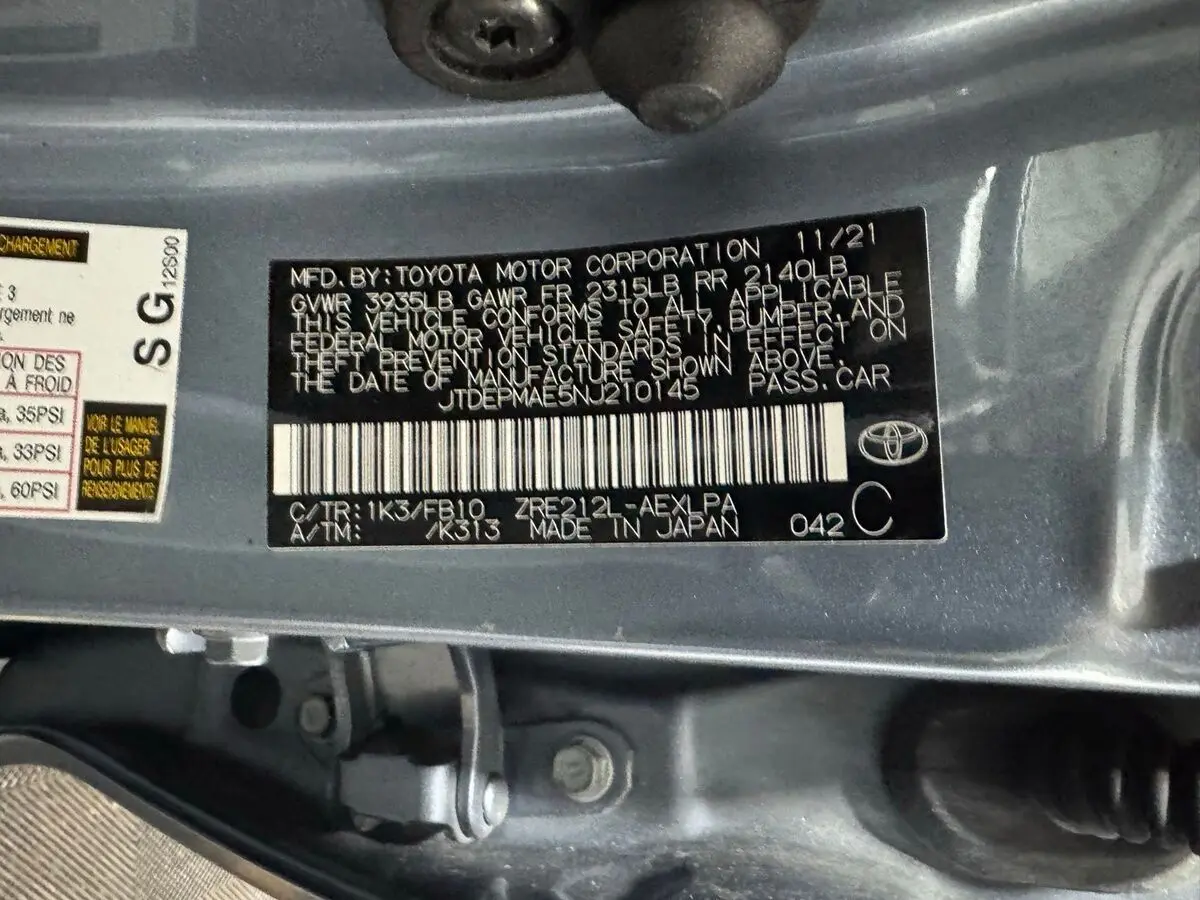 CHARGEMENT
3
rgement ne
ION DES
À FROID
35PSI
33PSI
60PSI
VOIR LE MANUEL
DE L'USAGER
POUR PLUS DE
RENSEIGNEMENTS
SG12S00
MFD. BY: TOYOTA MOTOR CORPORATION 11/21
GVWR 3935LB GAWR FR 2315LB RR 2140LB
THIS VEHICLE CONFORMS TO ALL APPLICABLE
FEDERAL MOTOR VEHICLE SAFETY, BUMPER, AND
THEFT PREVENTION STANDARDS IN EFFECT ON
THE DATE OF MANUFACTURE SHOWN ABOVE.
JTDEPMAE5NJ210145 PASS. CAR
C/TR: 1K3/FB10 ZRE212L-AEXLPA
A/TM: /K313 MADE IN JAPAN 042 C